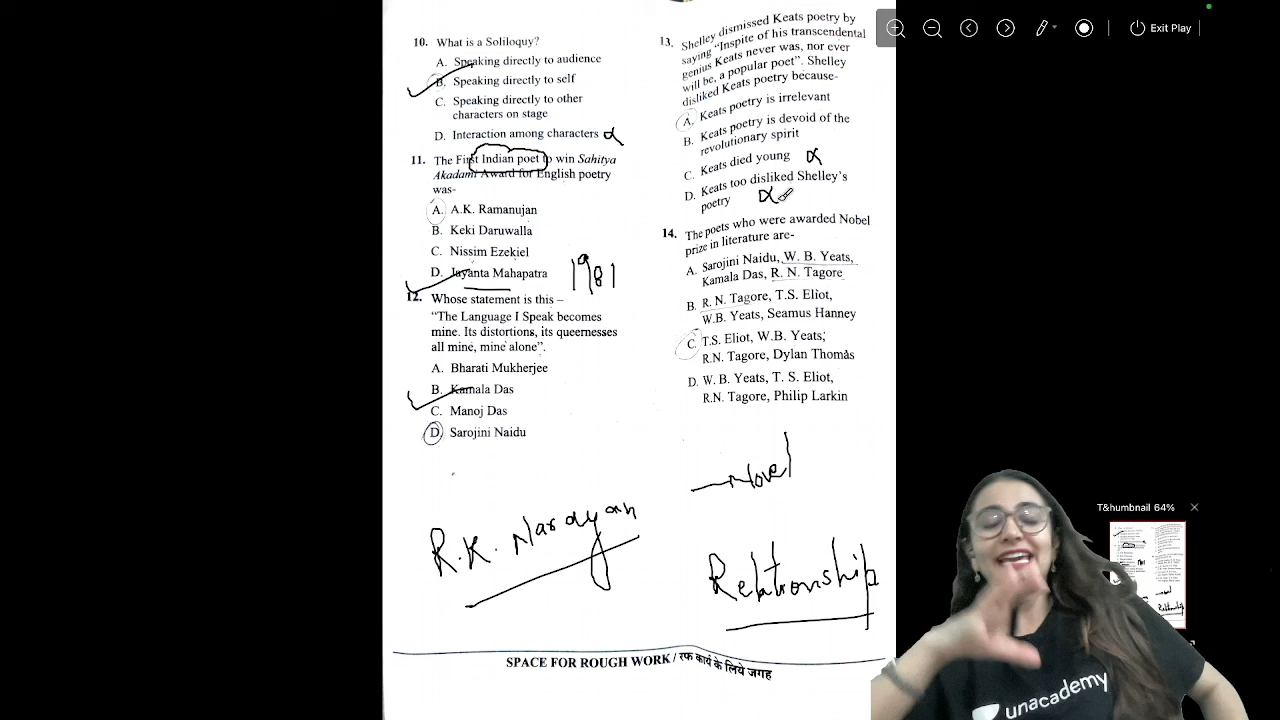 10. What is a Soliloquy?
A. Speaking directly to audience
B. Speaking directly to self
C. Speaking directly to other
characters on stage
D. Interaction among characters
11. The First Indian poet to win Sahitya
Akadami Award for English poetry
was-
A. A.K. Ramanujan
B. Keki Daruwalla
C. Nissim Ezekiel
D. Jayanta Mahapatra 1981
12. Whose statement is this –
“The Language I Speak becomes
mine. Its distortions, its queernesses
all mine, mine alone”.
A. Bharati Mukherjee
B. Kamala Das
C. Manoj Das
D. Sarojini Naidu
R.K. Narayan
13. Shelley dismissed Keats poetry by
saying “Inspite of his transcendental
genius Keats never was, nor ever
will be, a popular poet”. Shelley
disliked Keats poetry because-
A. Keats poetry is irrelevant
B. Keats poetry is devoid of the
revolutionary spirit
C. Keats died young
D. Keats too disliked Shelley's
poetry
14. The poets who were awarded Nobel
prize in literature are-
A. Sarojini Naidu, W. B. Yeats,
Kamala Das, R. N. Tagore
B. R. N. Tagore, T.S. Eliot,
W.B. Yeats, Seamus Hanney
C. T.S. Eliot, W.B. Yeats,
R.N. Tagore, Dylan Thomas
D. W. B. Yeats, T. S. Eliot,
R.N. Tagore, Philip Larkin
Novel
Relationship
SPACE FOR ROUGH WORK / रफ कार्य के लिये जगह
Exit Play
T&humbnail 64%
unacademy